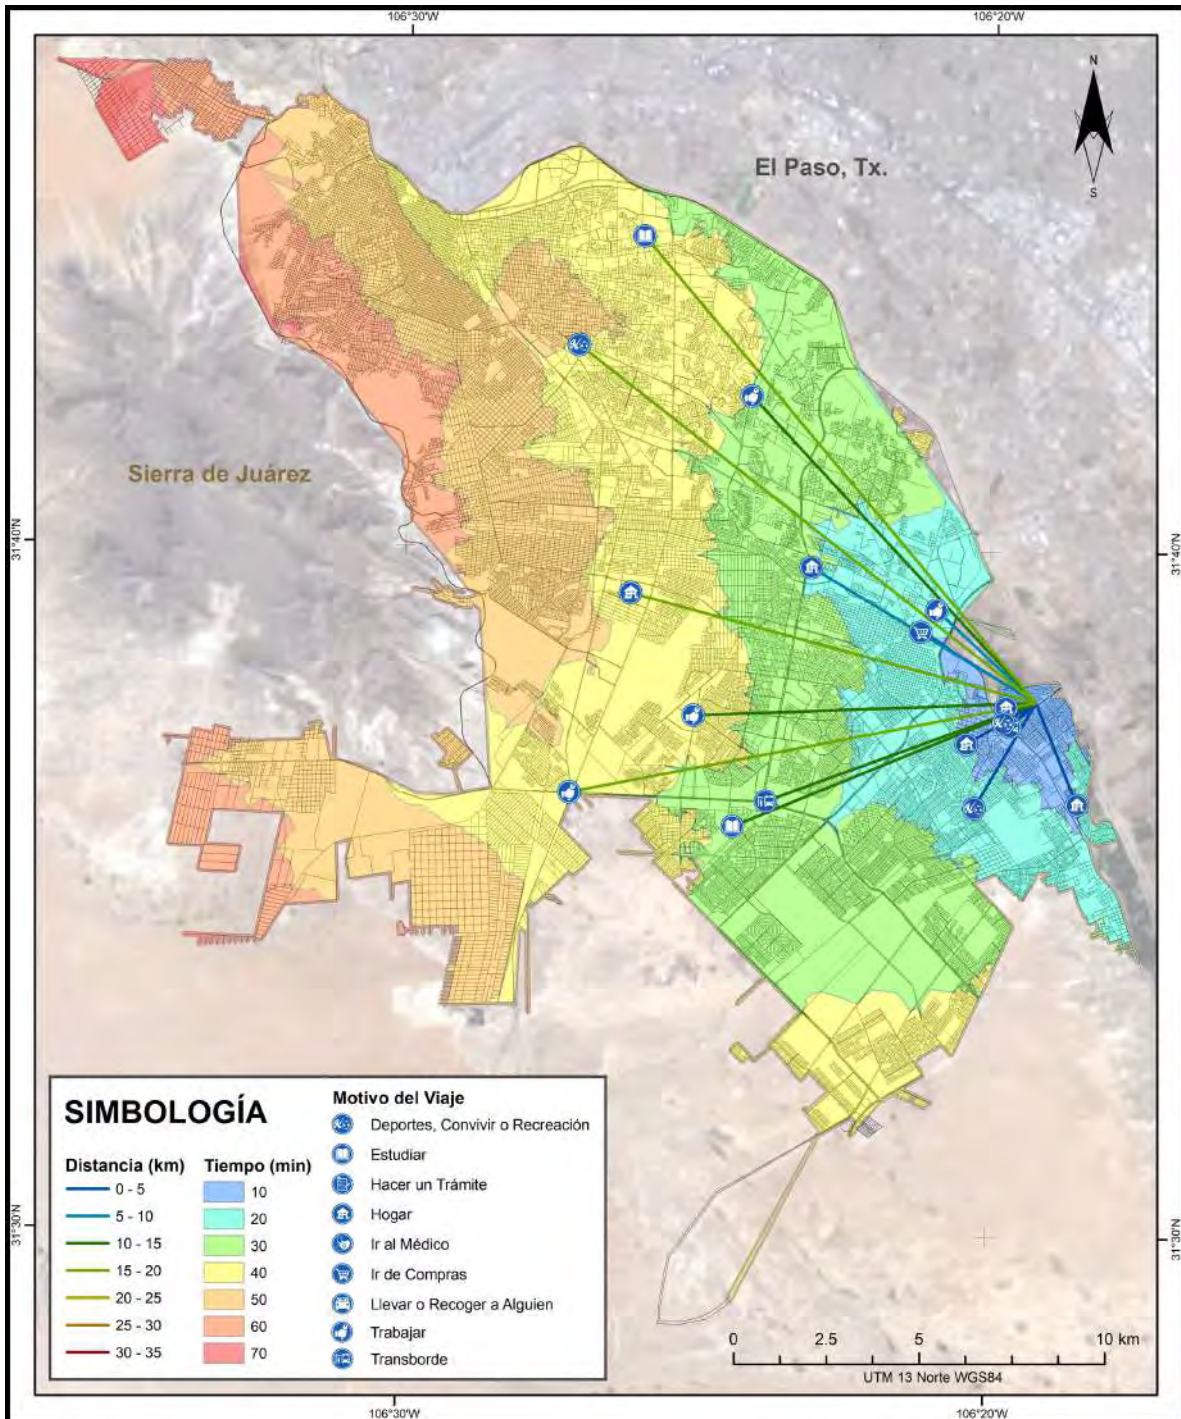 106°30'W
106°20'W
N
S
El Paso, Tx.
Sierra de Juárez
31°40'N
31°40'N
31°30'N
31°30'N
SIMBOLOGÍA
Distancia (km)
0 - 5
5 - 10
10 - 15
15 - 20
20 - 25
25 - 30
30 - 35
Tiempo (min)
10
20
30
40
50
60
70
Motivo del Viaje
Deportes, Convivir o Recreación
Estudiar
Hacer un Trámite
Hogar
Ir al Médico
Ir de Compras
Llevar o Recoger a Alguien
Trabajar
Transborde
0 2.5 5 10 km
UTM 13 Norte WGS84
106°30'W
106°20'W